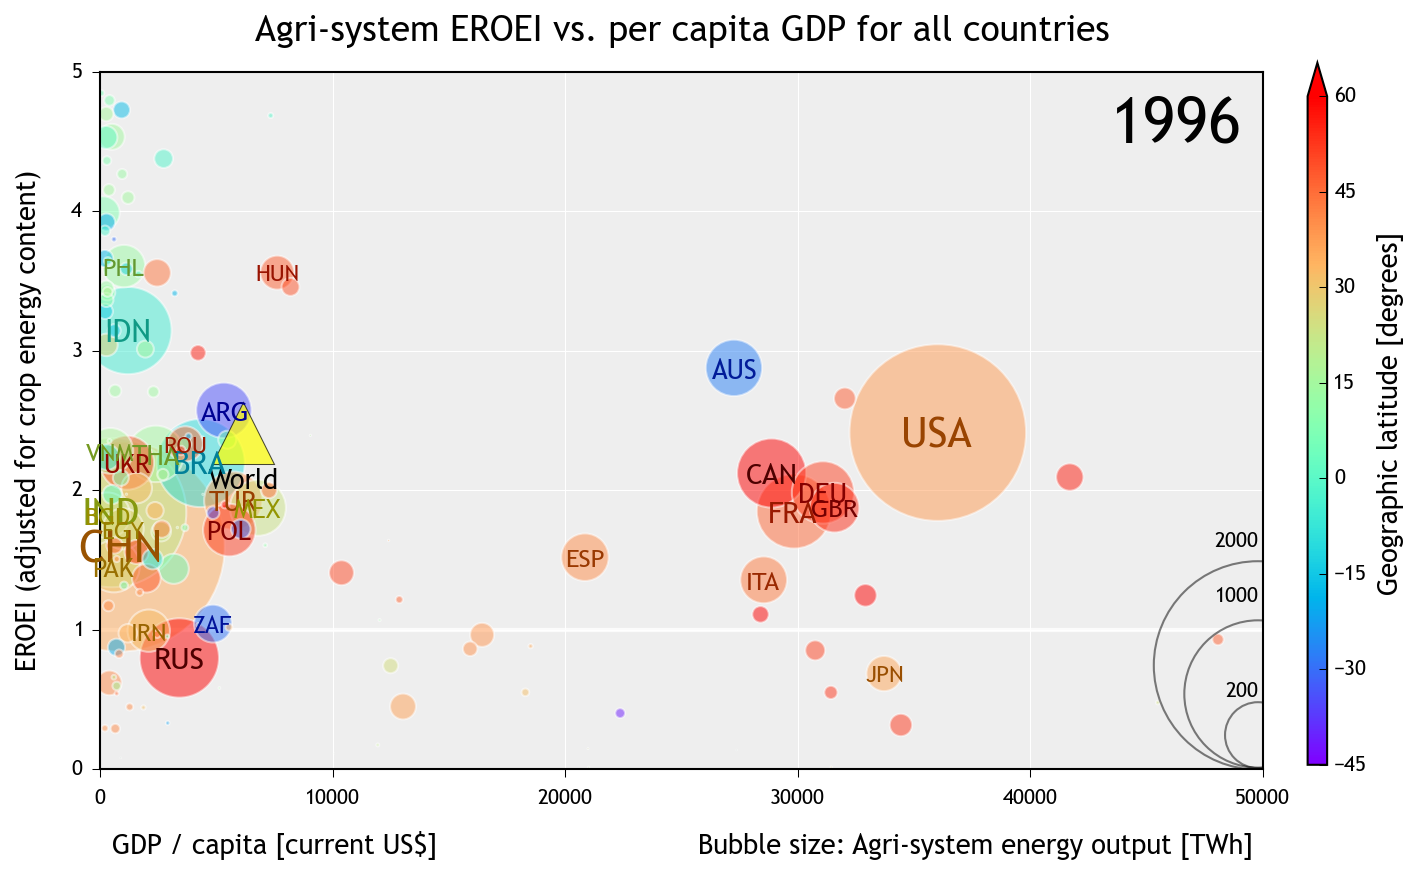 Agri-system EROEI vs. per capita GDP for all countries
1996
EROEI (adjusted for crop energy content)
5
4
3
2
1
0
PHL
HUN
IDN
AUS
ARG
USA
ROU
VNM
THA
UKR
BRA
World
CAN
DEU
TUR
MEX
GBR
FRA
IND
EGY
POL
CHN
PAK
ESP
ITA
ZAF
IRN
RUS
JPN
2000
1000
200
0
10000
20000
30000
40000
50000
GDP / capita [current US$]
Bubble size: Agri-system energy output [TWh]
60
45
30
15
0
−15
−30
−45
Geographic latitude [degrees]